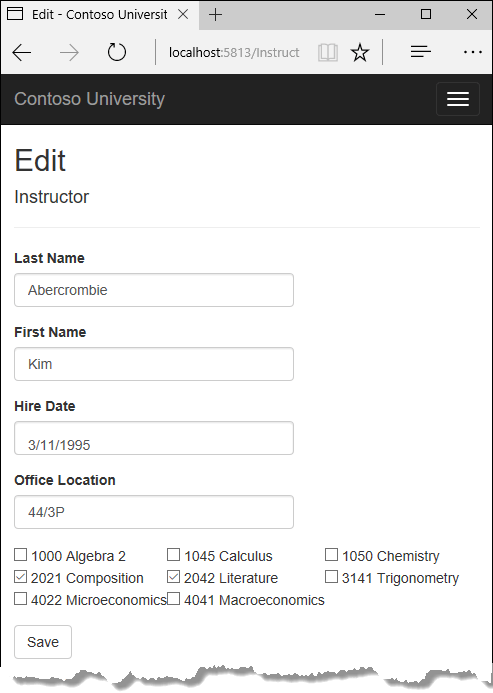 Edit - Contoso Universit
localhost:5813/Instruct
Contoso University
Edit
Instructor
Last Name
Abercrombie
First Name
Kim
Hire Date
3/11/1995
Office Location
44/3P
1000 Algebra 2 1045 Calculus 1050 Chemistry
2021 Composition 2042 Literature 3141 Trigonometry
4022 Microeconomics 4041 Macroeconomics
Save